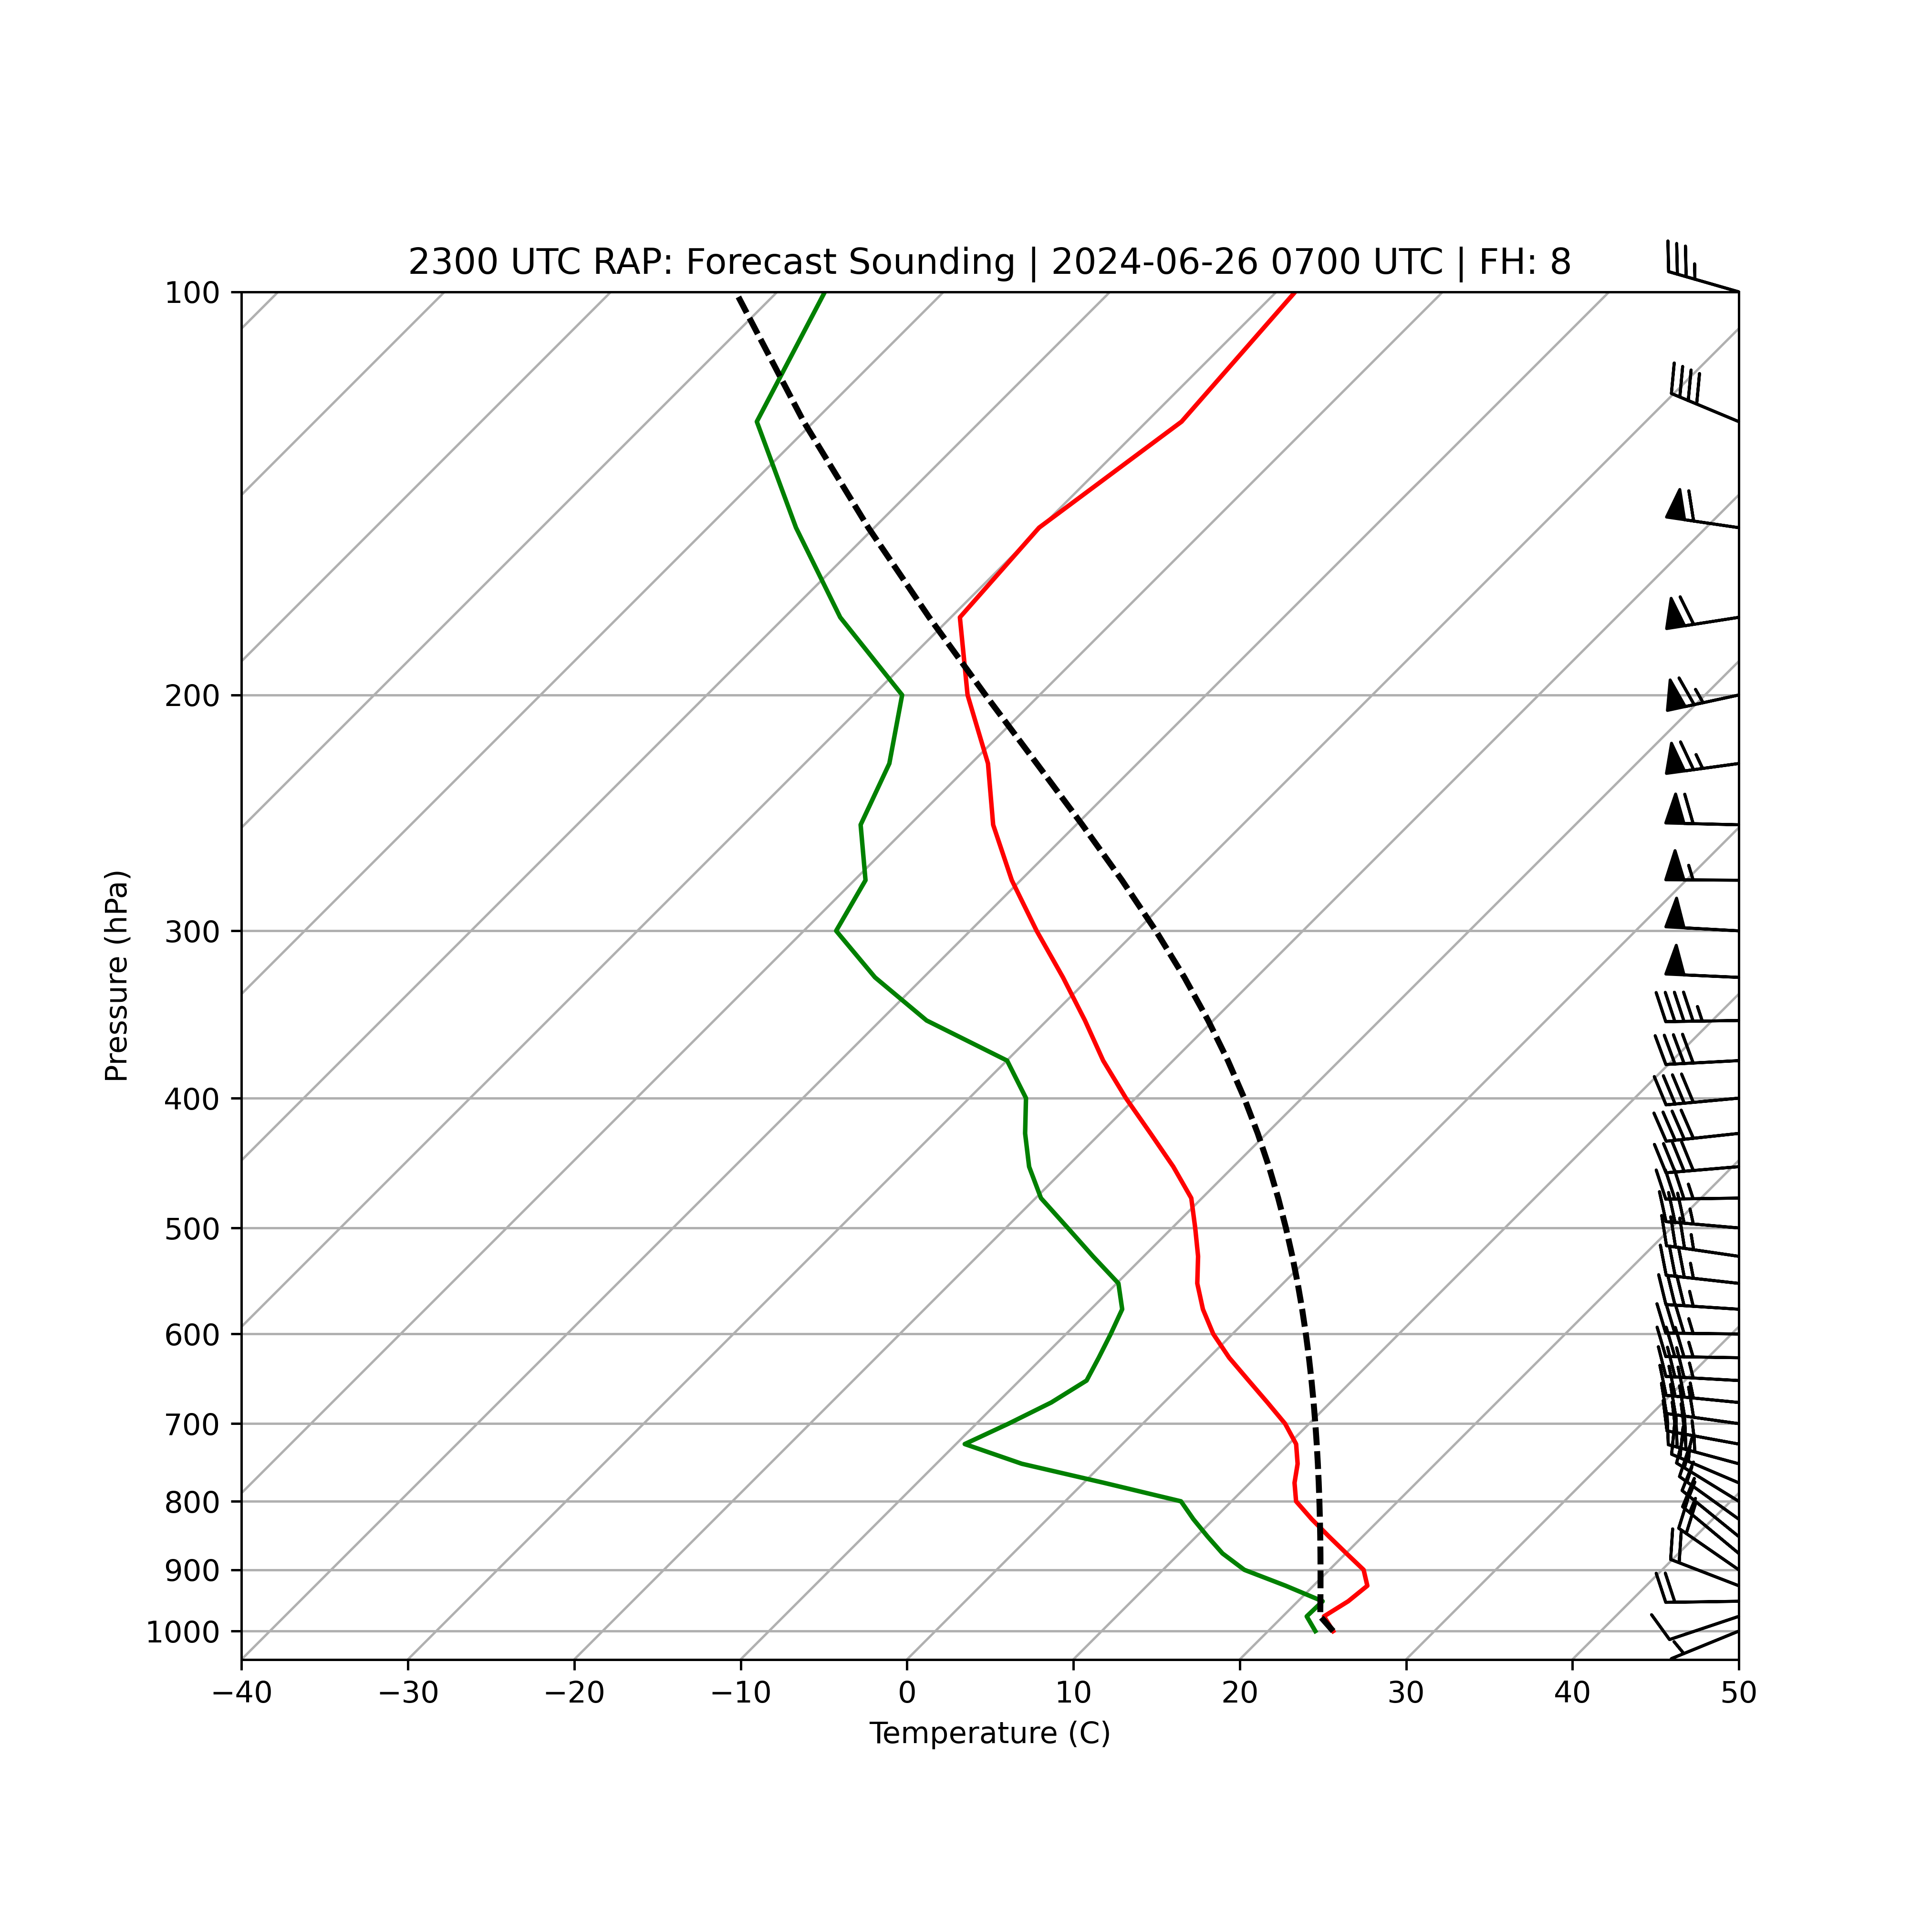 2300 UTC RAP: Forecast Sounding | 2024-06-26 0700 UTC | FH: 8
100
200
300
400
500
600
700
800
900
1000
Pressure (hPa)
−40 −30 −20 −10 0 10 20 30 40 50
Temperature (C)